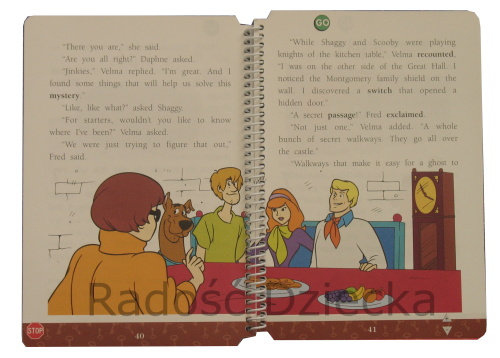 "There you are," she said.
"Are you all right?" Daphne asked.
"Jinkies," Velma replied. "I'm great. And I
found some things that will help us solve this
mystery."
"Like, like what?" asked Shaggy.
"For starters, wouldn't you like to know
where I've been?" Velma asked.
"We were just trying to figure that out,"
Fred said.
STOP
40
GO
"While Shaggy and Scooby were playing
knights of the kitchen table," Velma recounted,
"I was on the other side of the Great Hall. I
noticed the Montgomery family shield on the
wall. I discovered a switch that opened a
hidden door."
"A secret passage!" Fred exclaimed.
"Not just one," Velma added. "A whole
bunch of secret walkways. They go all over
the castle."
"Walkways that make it easy for a ghost to
41
Radość Dziecka